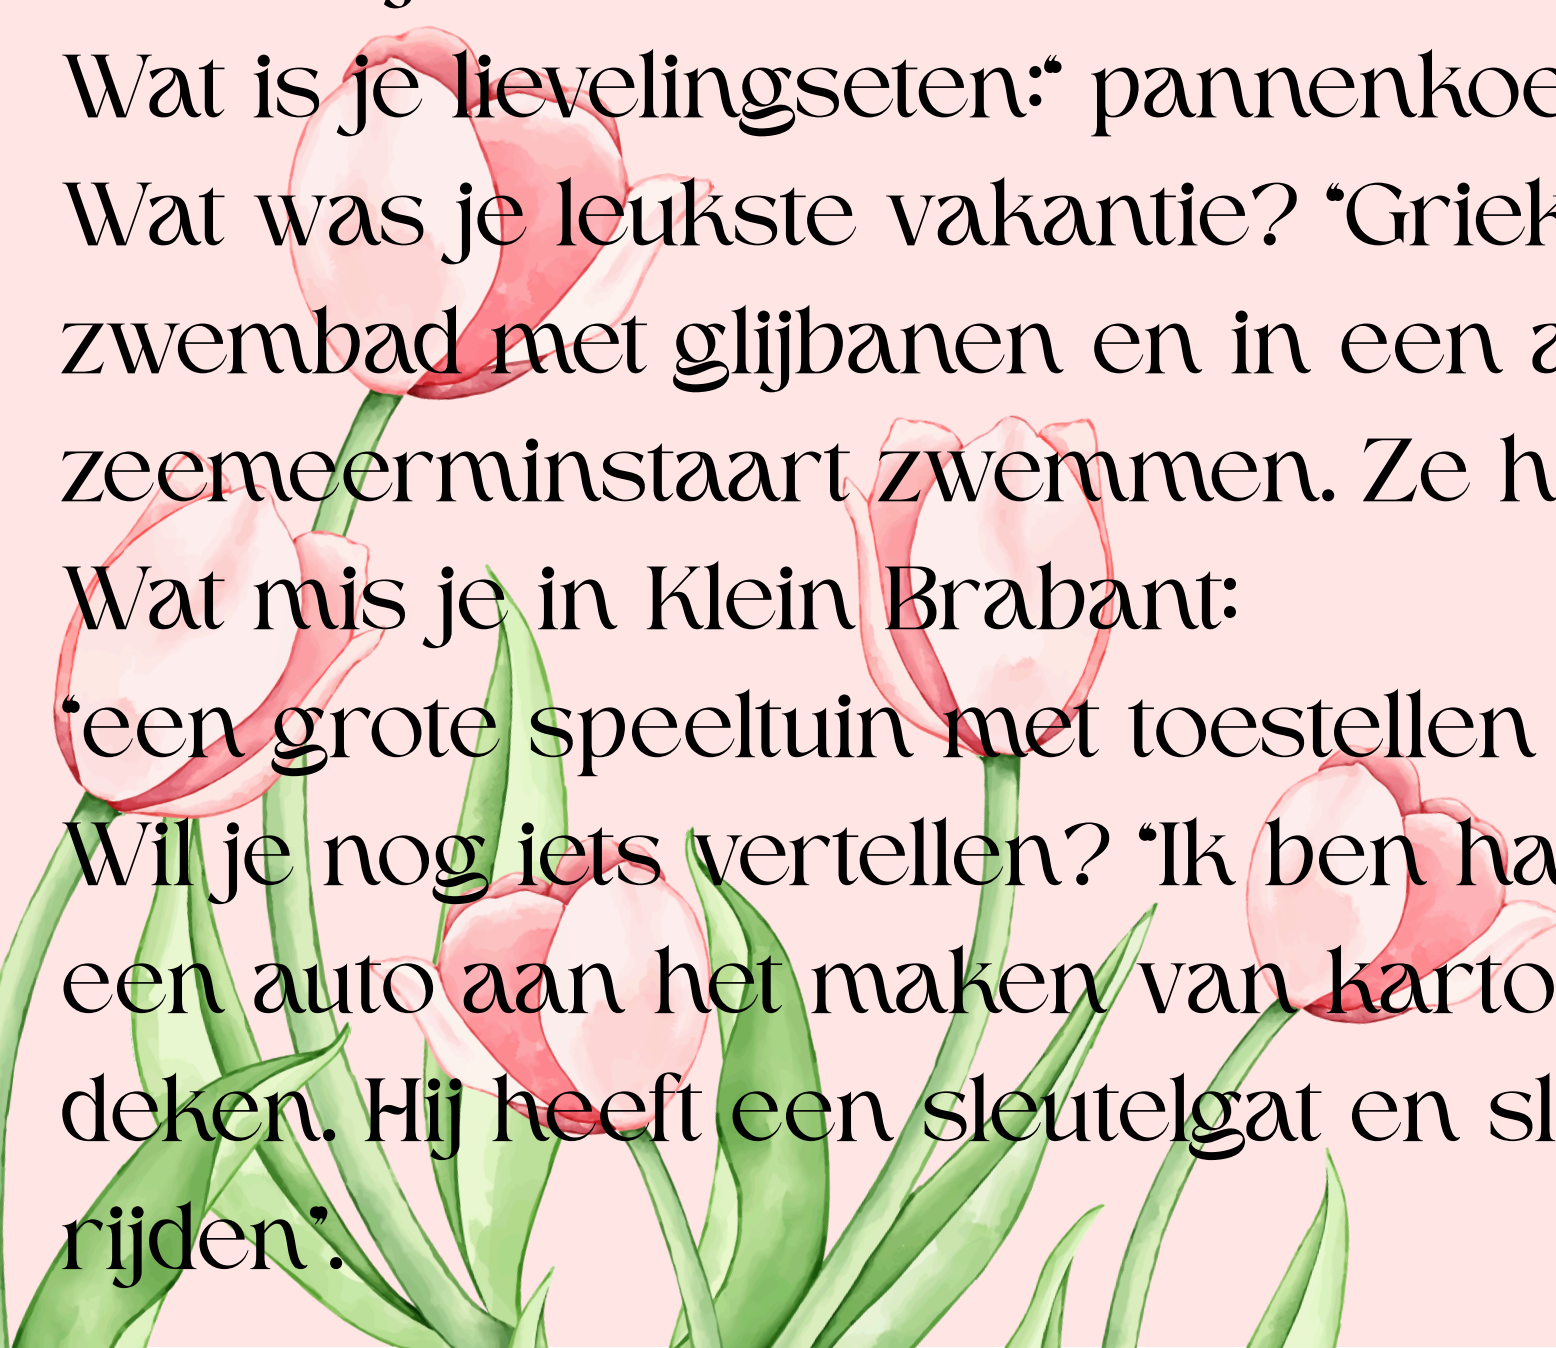 Wat is je lievelingseten:“ pannenkoe
Wat was je leukste vakantie? “Griek
zwembad met glijbanen en in een a
zeemeerminstaart zwemmen. Ze h
Wat mis je in Klein Brabant:
“een grote speeltuin met toestellen
Wil je nog iets vertellen? “Ik ben ha
een auto aan het maken van karto
deken. Hij heeft een sleutelgat en sl
rijden”.